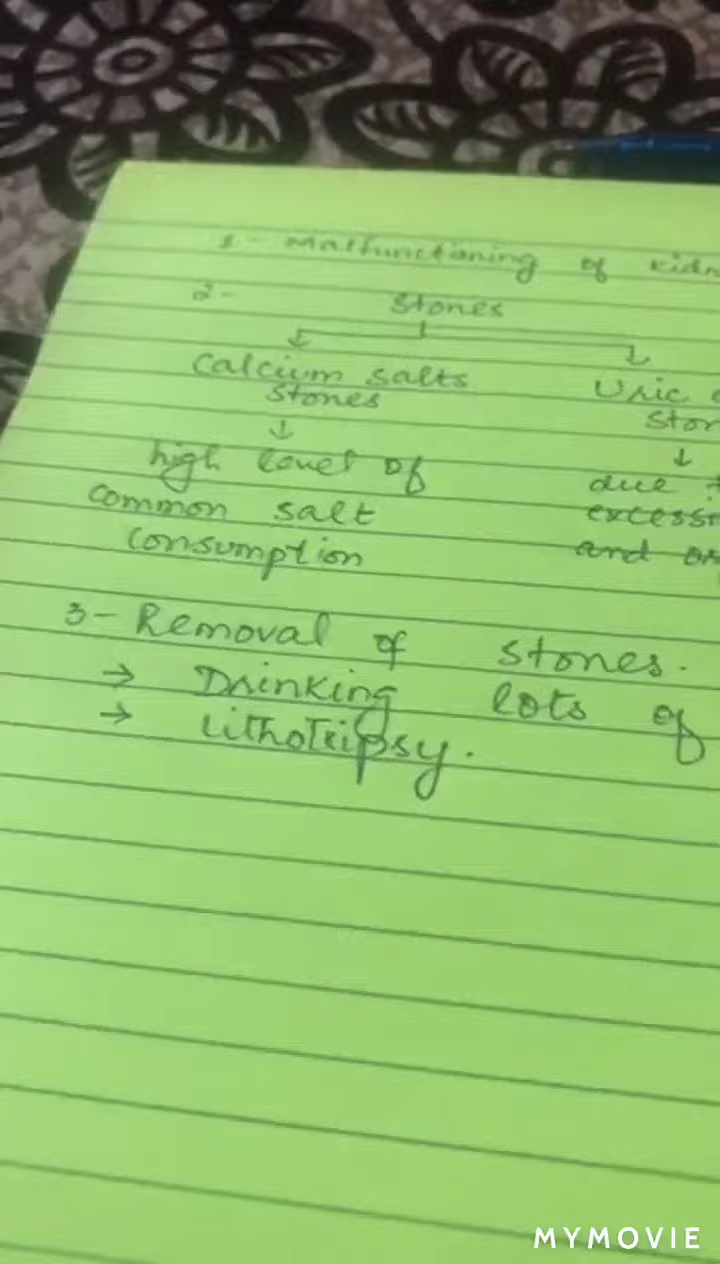 1- Malfunctioning of
2- Stones
Calcium salts
stones
Uric
↓ ↓
high level of
due
common salt
consumption
and
3- Removal of stones.
→ Drinking lots of
→ Lithotripsy.
MYMOVIE